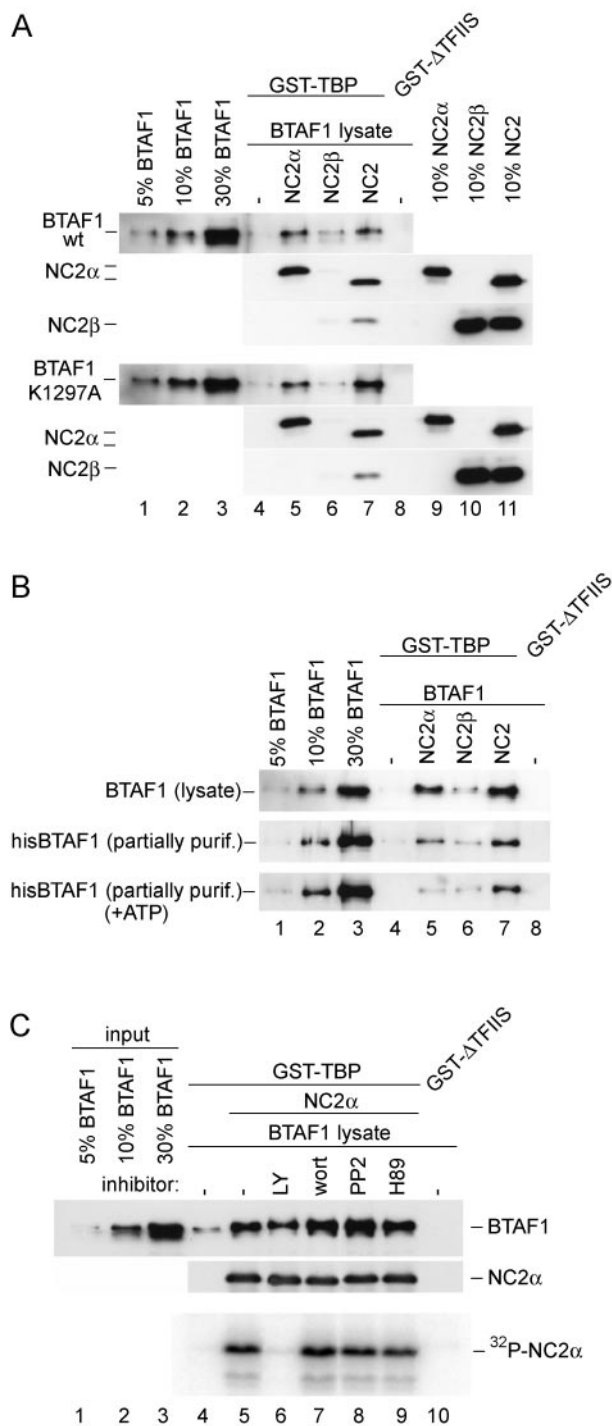 A
GST-TBP
GST-ΔTFIIS
BTAF1 lysate
5% BTAF1
10% BTAF1
30% BTAF1
-
NC2α
NC2β
NC2
-
10% NC2α
10% NC2β
10% NC2
BTAF1
wt
NC2α
NC2β
BTAF1
K1297A
NC2α
NC2β
1 2 3 4 5 6 7 8 9 10 11
B
GST-TBP
GST-ΔTFIIS
BTAF1
5% BTAF1
10% BTAF1
30% BTAF1
-
NC2α
NC2β
NC2
-
BTAF1 (lysate)
hisBTAF1 (partially purif.)
hisBTAF1 (partially purif.)
(+ATP)
1 2 3 4 5 6 7 8
C
input
GST-ΔTFIIS
GST-TBP
NC2α
BTAF1 lysate
5% BTAF1
10% BTAF1
30% BTAF1
inhibitor: - - LY wort PP2 H89 -
BTAF1
NC2α
³²P-NC2α
1 2 3 4 5 6 7 8 9 10